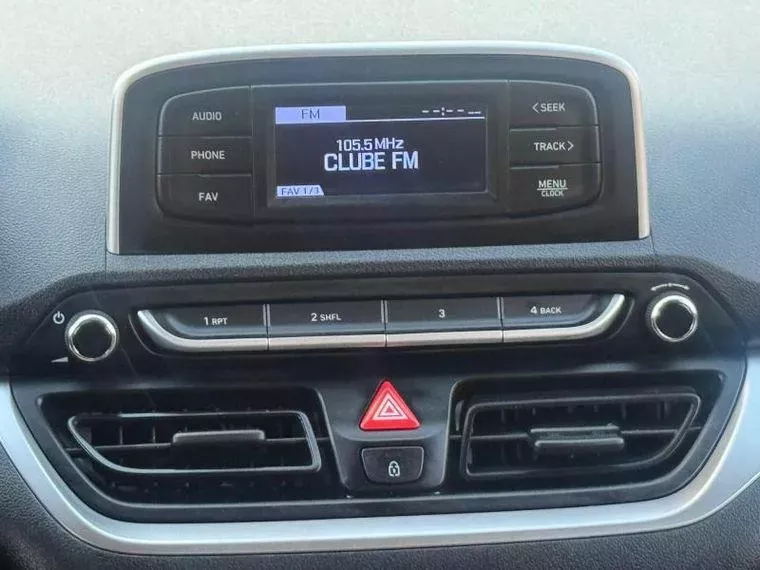 AUDIO
PHONE
FAV
FM --:-- --
105.5 MHz
CLUBE FM
FAV 1/3
< SEEK
TRACK >
MENU
CLOCK
1 RPT
2 SHFL
3
4 BACK